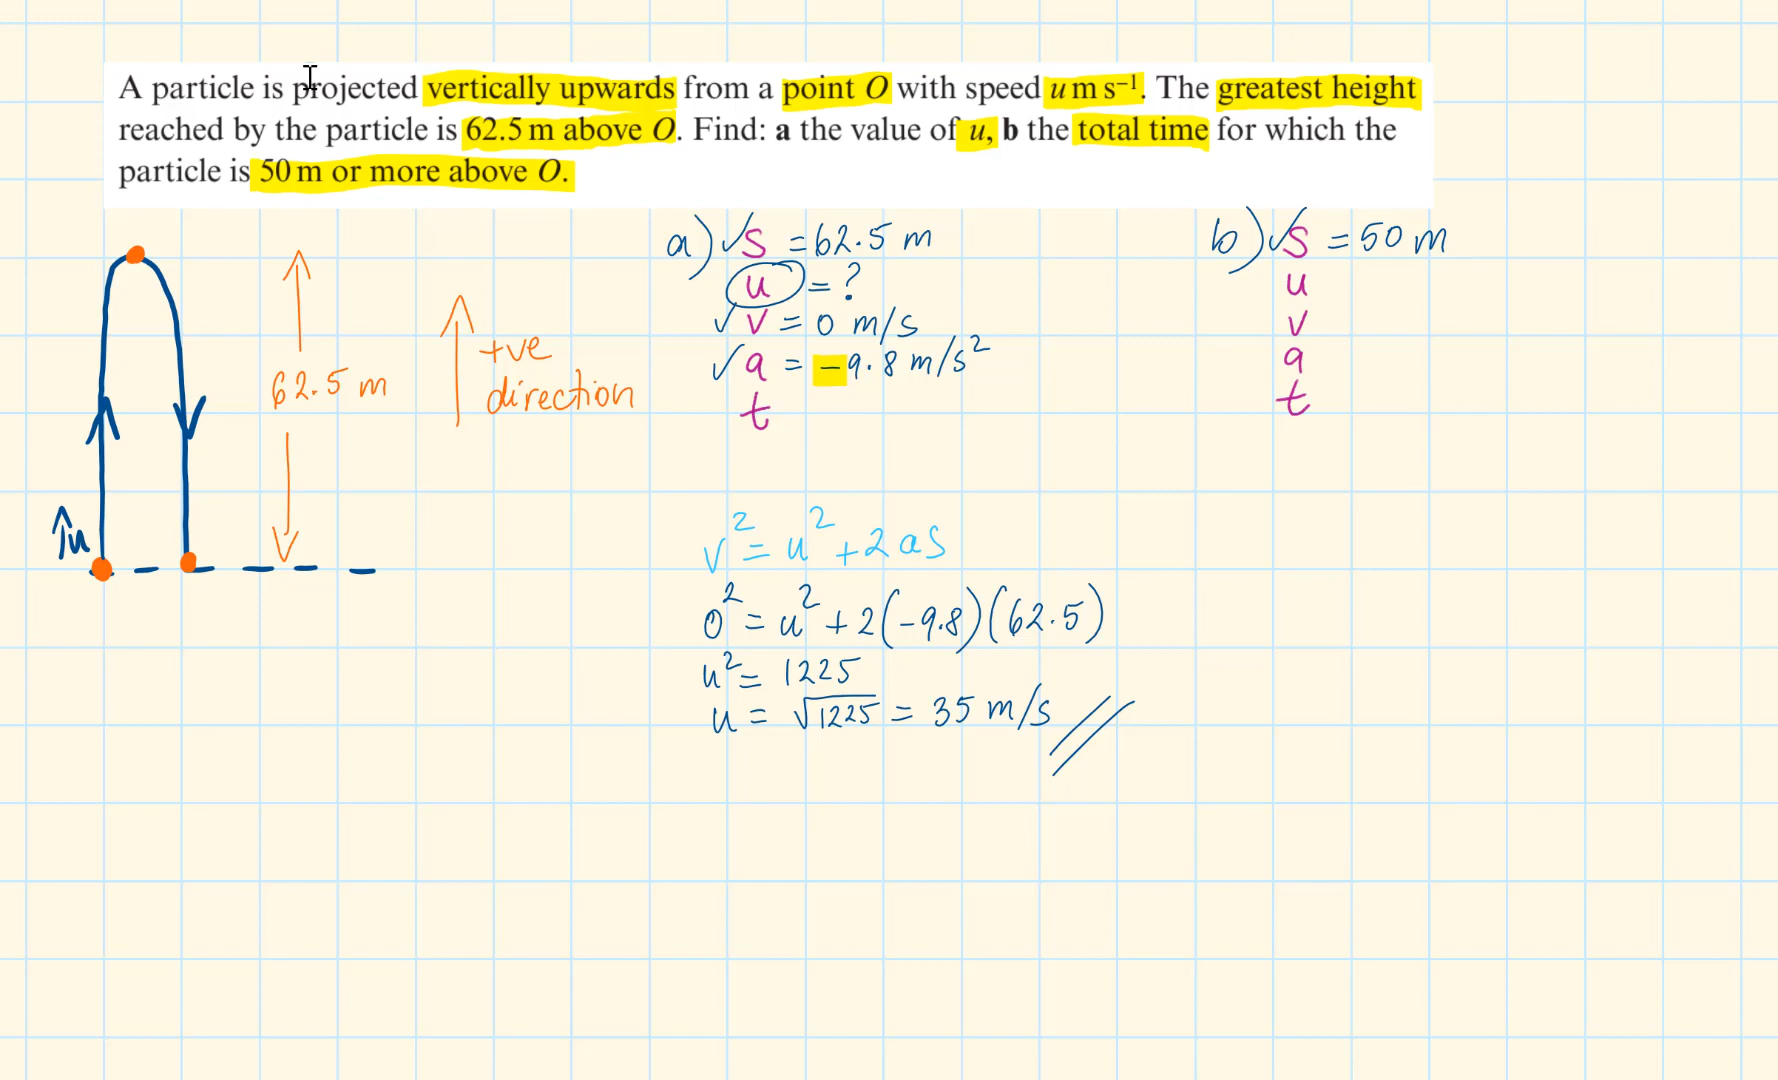 A particle is projected vertically upwards from a point O with speed u m s⁻¹. The greatest height
reached by the particle is 62.5 m above O. Find: a the value of u, b the total time for which the
particle is 50 m or more above O.
a) ✓s = 62.5 m
u = ?
✓ v = 0 m/s
✓ a = -9.8 m/s²
t
b) ✓s = 50 m
u
v
a
t
62.5 m
+ve
direction
u
v² = u² + 2as
0² = u² + 2(-9.8)(62.5)
u² = 1225
u = √1225 = 35 m/s